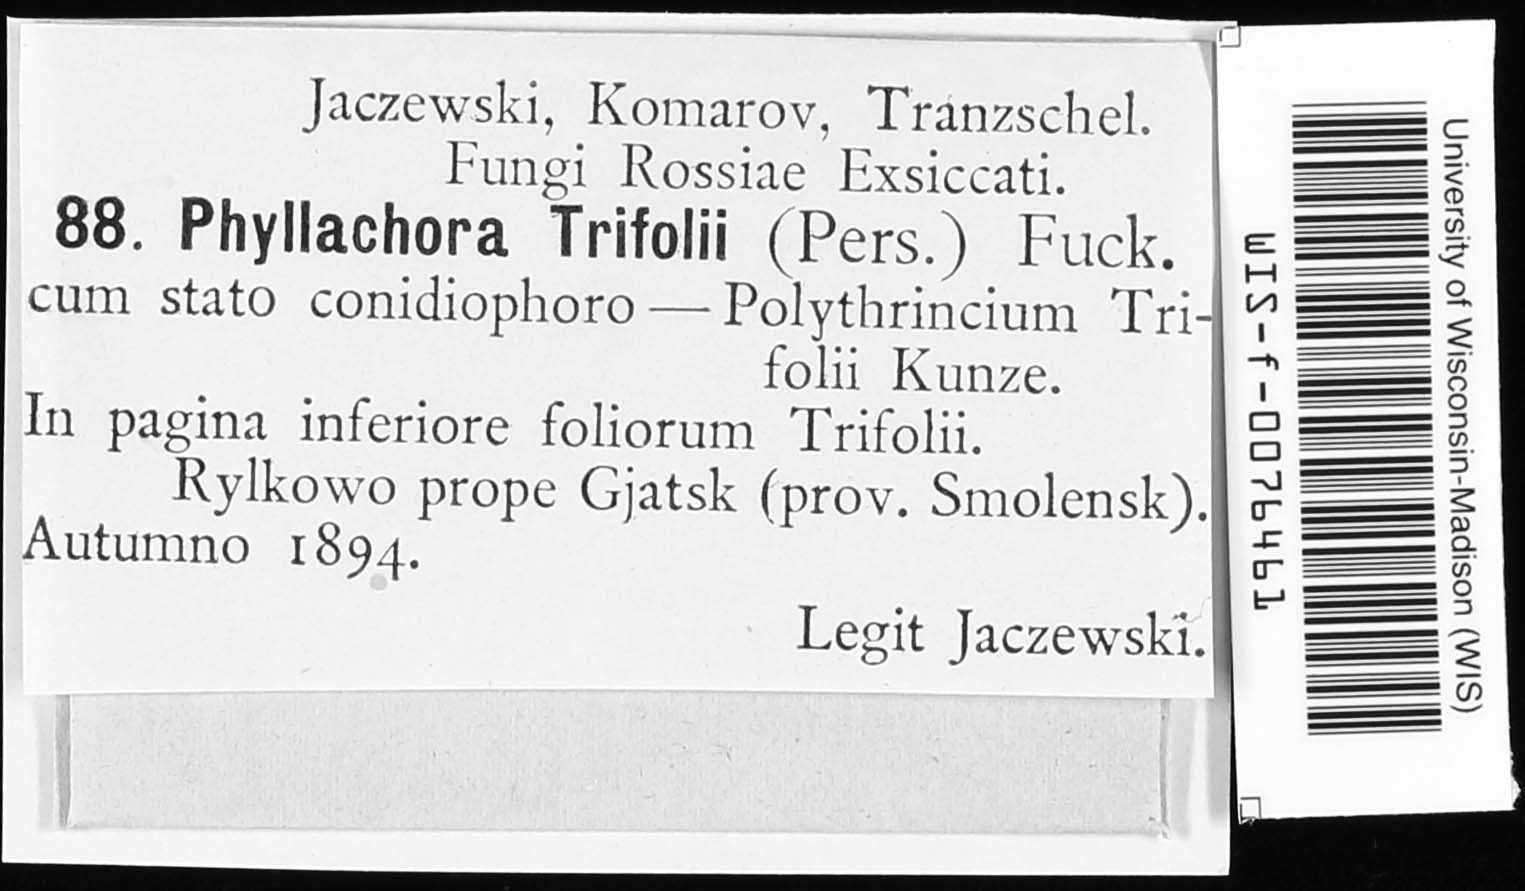 Jaczewski, Komarov, Tranzschel.
Fungi Rossiae Exsiccati.
88. Phyllachora Trifolii (Pers.) Fuck.
cum stato conidiophoro — Polythrincium Tri-
folii Kunze.
In pagina inferiore foliorum Trifolii.
Rylkowo prope Gjatsk (prov. Smolensk).
Autumno 1894.
Legit Jaczewski.
University of Wisconsin-Madison (WIS)
WIS-f-0076461